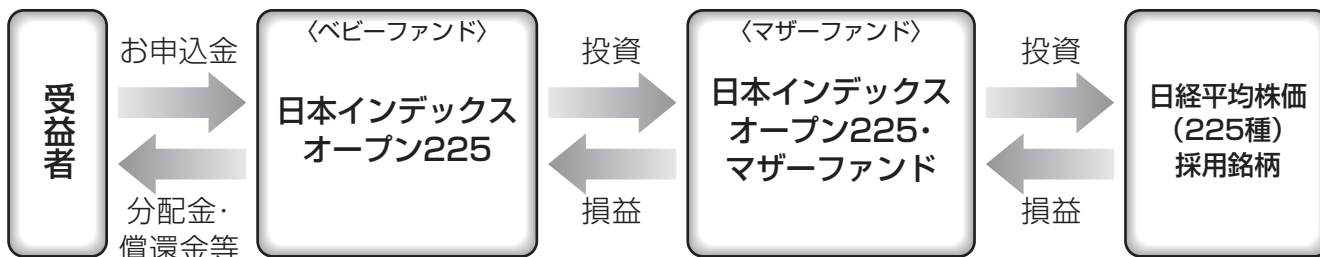 受益者
お申込金
分配金・
償還金等
〈ベビーファンド〉
日本インデックス
オープン225
投資
損益
〈マザーファンド〉
日本インデックス
オープン225・
マザーファンド
投資
損益
日経平均株価
（225種）
採用銘柄